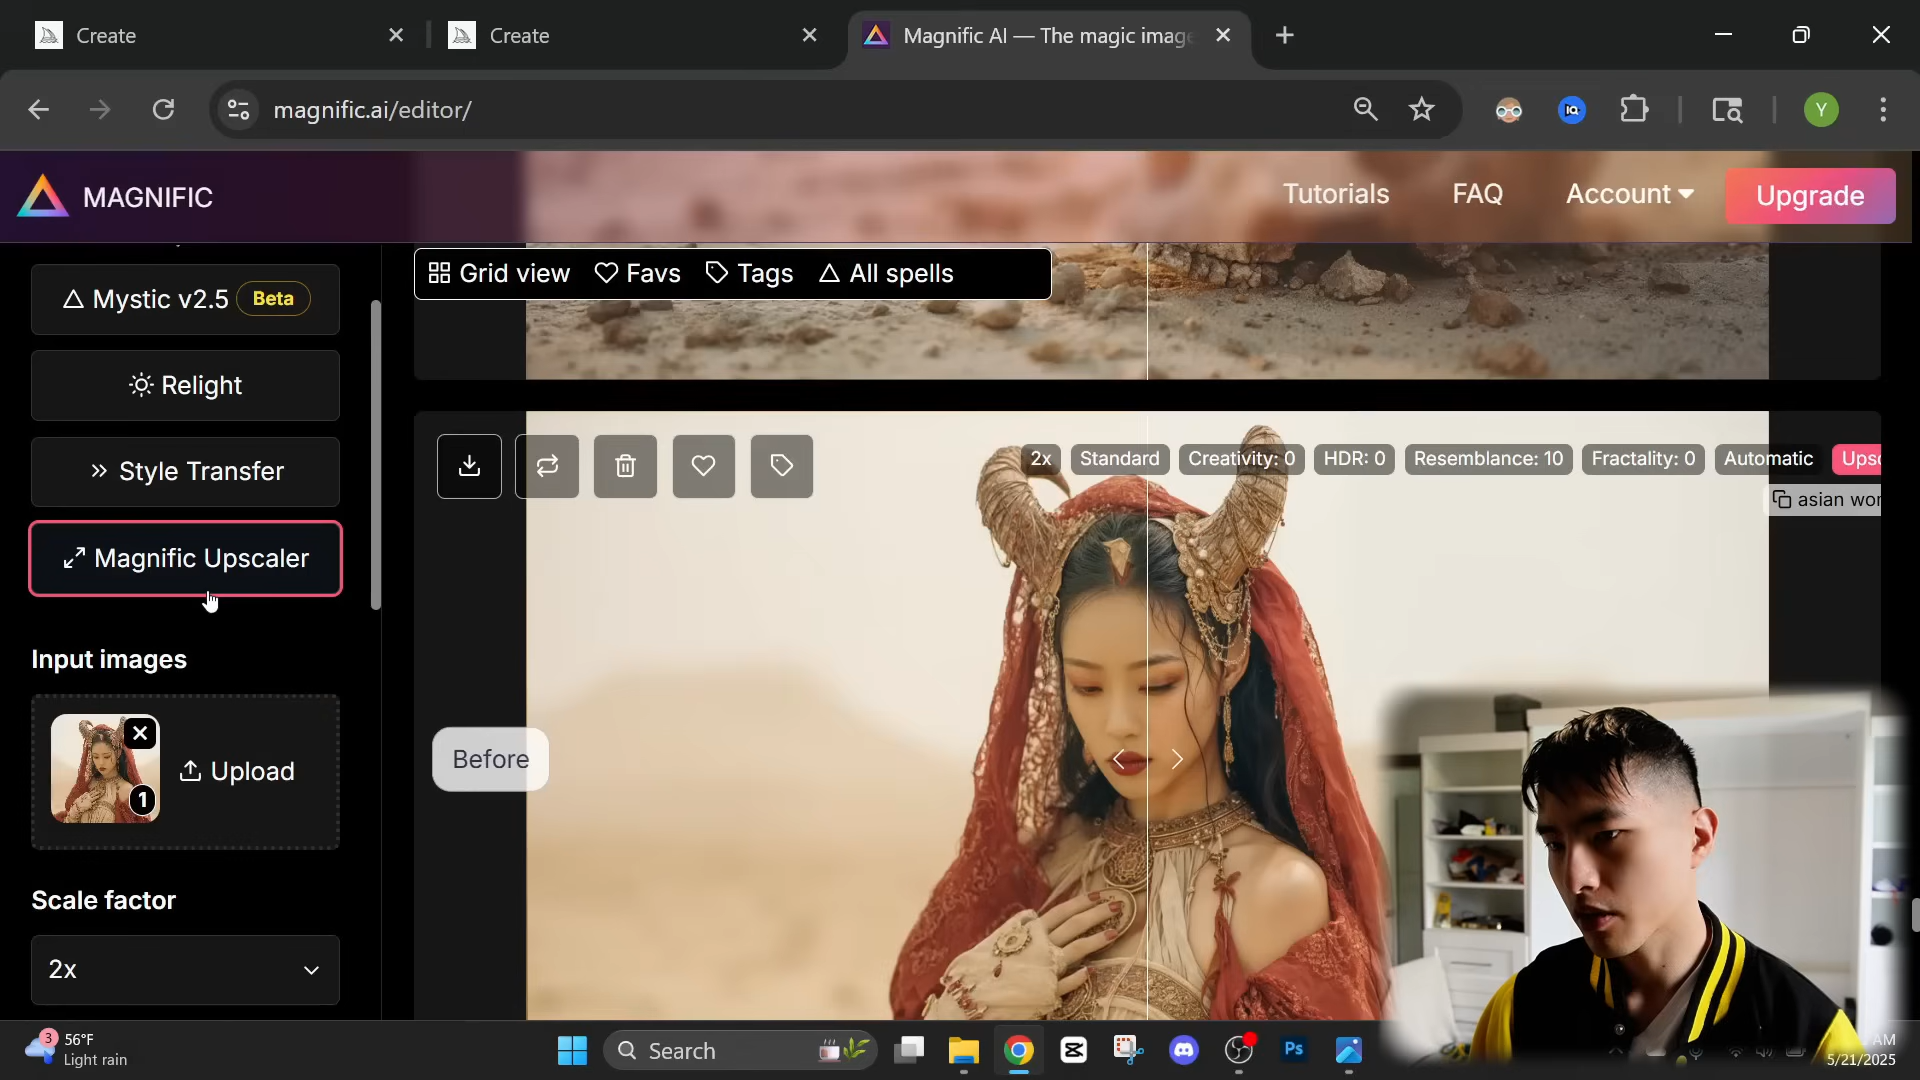 Create
Create
Magnific AI — The magic image
magnific.ai/editor/
IQ
Y
MAGNIFIC
Tutorials
FAQ
Account
Upgrade
Grid view
Favs
Tags
All spells
Mystic v2.5
Beta
Relight
Style Transfer
Magnific Upscaler
Input images
1
Upload
Scale factor
2x
2x
Standard
Creativity: 0
HDR: 0
Resemblance: 10
Fractality: 0
Automatic
asian
Before
3
56°F
Light rain
Search
Ps
AM
5/21/2025